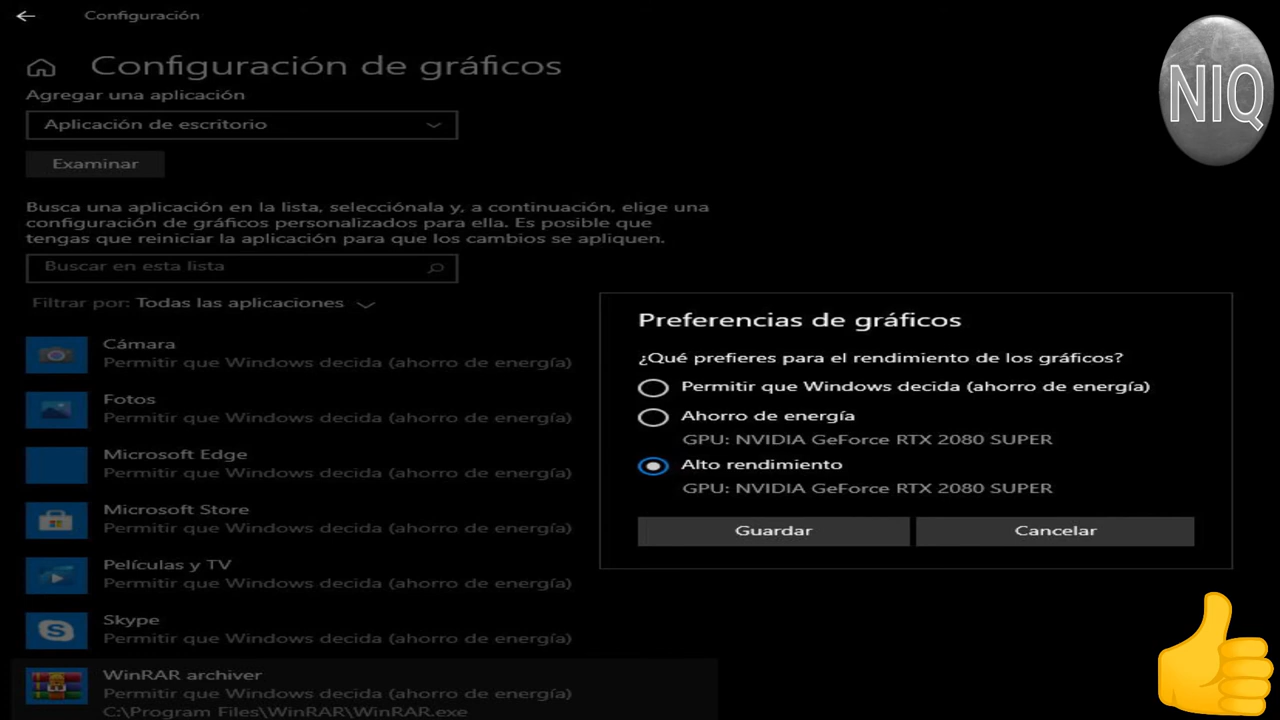 Configuración
Configuración de gráficos
Agregar una aplicación
Aplicación de escritorio
Examinar
Busca una aplicación en la lista, selecciónala y, a continuación, elige una
configuración de gráficos personalizados para ella. Es posible que
tengas que reiniciar la aplicación para que los cambios se apliquen.
Buscar en esta lista
Filtrar por: Todas las aplicaciones
Cámara
Permitir que Windows decida (ahorro de energía)
Fotos
Permitir que Windows decida (ahorro de energía)
Microsoft Edge
Permitir que Windows decida (ahorro de energía)
Microsoft Store
Permitir que Windows decida (ahorro de energía)
Películas y TV
Permitir que Windows decida (ahorro de energía)
Skype
Permitir que Windows decida (ahorro de energía)
WinRAR archiver
Permitir que Windows decida (ahorro de energía)
C:\Program Files\WinRAR\WinRAR.exe
Preferencias de gráficos
¿Qué prefieres para el rendimiento de los gráficos?
Permitir que Windows decida (ahorro de energía)
Ahorro de energía
GPU: NVIDIA GeForce RTX 2080 SUPER
Alto rendimiento
GPU: NVIDIA GeForce RTX 2080 SUPER
Guardar
Cancelar
NIQ